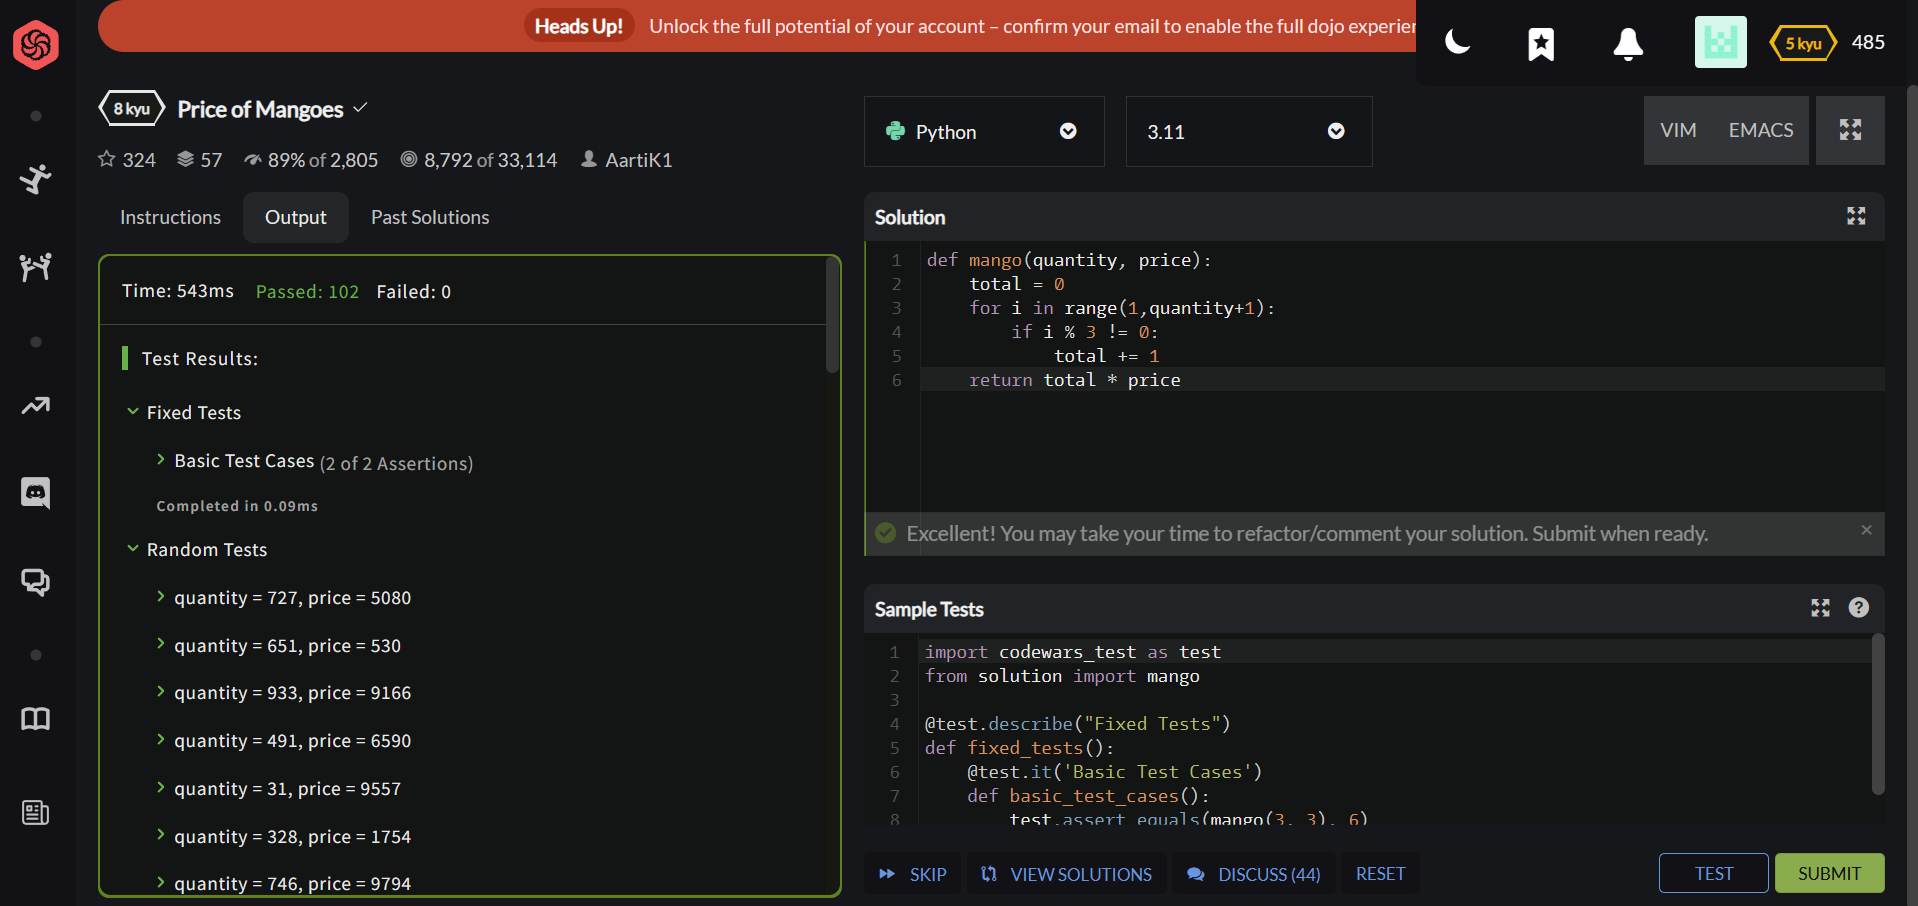 Heads Up! Unlock the full potential of your account – confirm your email to enable the full dojo experier
5 kyu 485
8 kyu Price of Mangoes
324 57 89% of 2,805 8,792 of 33,114 AartiK1
Instructions Output Past Solutions
Time: 543ms Passed: 102 Failed: 0
Test Results:
Fixed Tests
Basic Test Cases (2 of 2 Assertions)
Completed in 0.09ms
Random Tests
quantity = 727, price = 5080
quantity = 651, price = 530
quantity = 933, price = 9166
quantity = 491, price = 6590
quantity = 31, price = 9557
quantity = 328, price = 1754
quantity = 746, price = 9794
Python 3.11 VIM EMACS
Solution
1 def mango(quantity, price):
2 total = 0
3 for i in range(1,quantity+1):
4 if i % 3 != 0:
5 total += 1
6 return total * price
Excellent! You may take your time to refactor/comment your solution. Submit when ready. ×
Sample Tests ?
1 import codewars_test as test
2 from solution import mango
3
4 @test.describe("Fixed Tests")
5 def fixed_tests():
6 @test.it('Basic Test Cases')
7 def basic_test_cases():
8 test.assert_equals(mango(3, 3), 6)
SKIP VIEW SOLUTIONS DISCUSS (44) RESET TEST SUBMIT